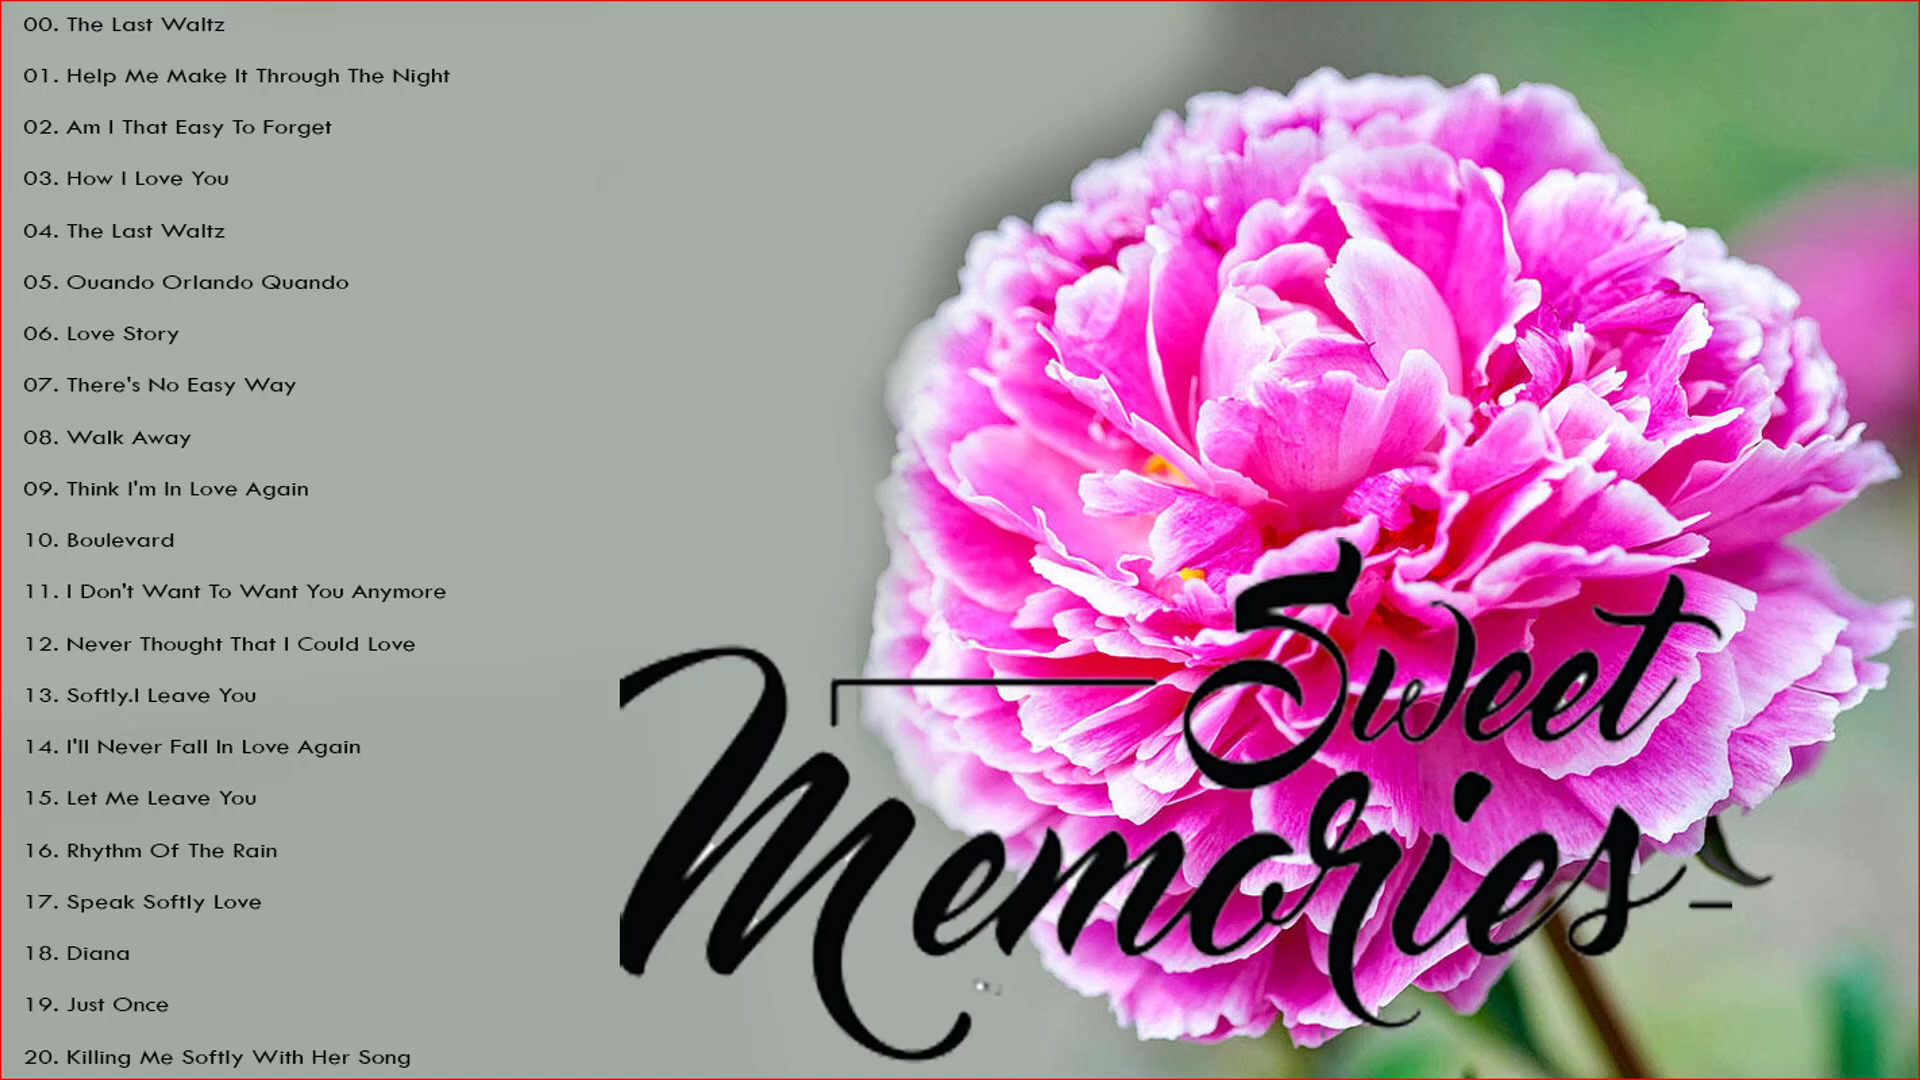 00. The Last Waltz
01. Help Me Make It Through The Night
02. Am I That Easy To Forget
03. How I Love You
04. The Last Waltz
05. Ouando Orlando Quando
06. Love Story
07. There's No Easy Way
08. Walk Away
09. Think I'm In Love Again
10. Boulevard
11. I Don't Want To Want You Anymore
12. Never Thought That I Could Love
13. Softly.I Leave You
14. I'll Never Fall In Love Again
15. Let Me Leave You
16. Rhythm Of The Rain
17. Speak Softly Love
18. Diana
19. Just Once
20. Killing Me Softly With Her Song
Sweet
Memories